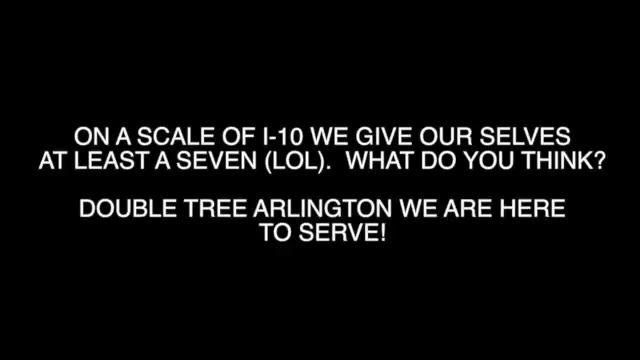 ON A SCALE OF I-10 WE GIVE OUR SELVES
AT LEAST A SEVEN (LOL).  WHAT DO YOU THINK?
DOUBLE TREE ARLINGTON WE ARE HERE
TO SERVE!